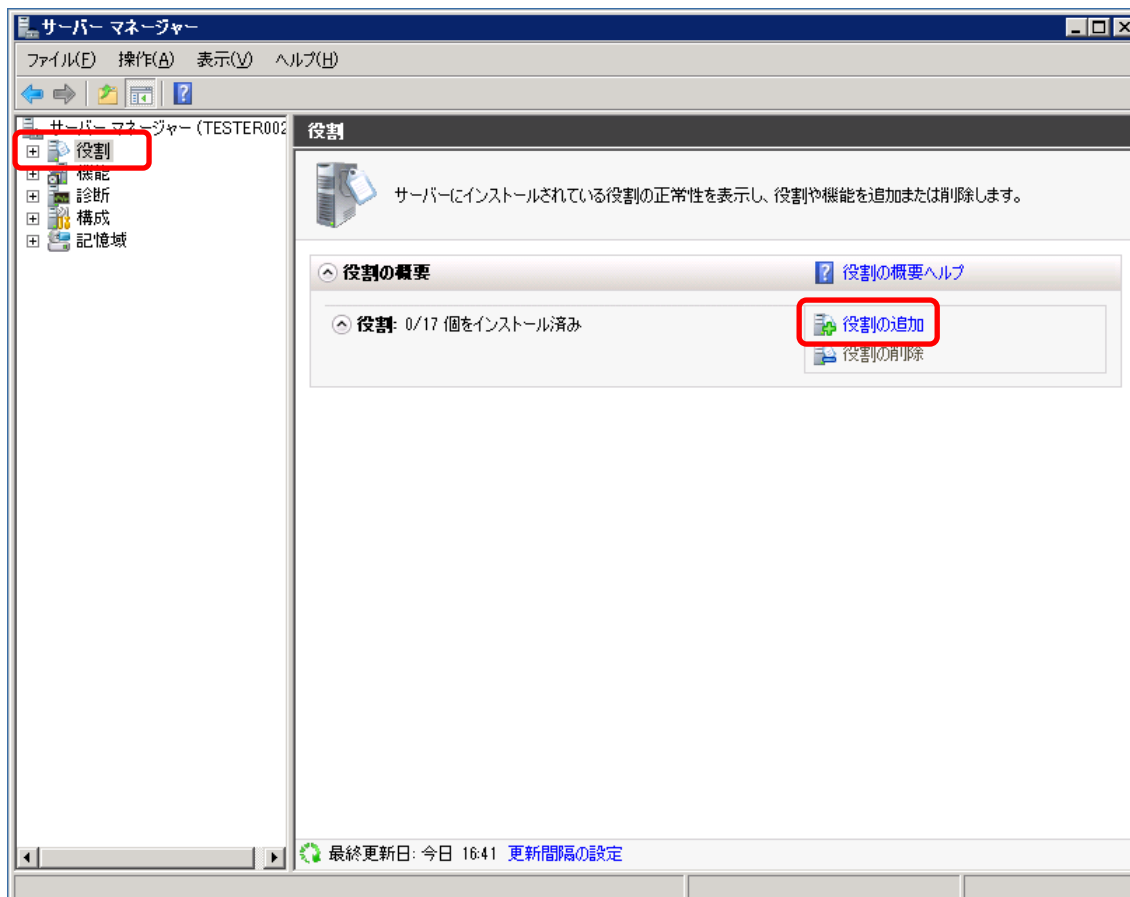 サーバー マネージャー
ファイル(F) 操作(A) 表示(V) ヘルプ(H)
サーバー マネージャー (TESTER002
役割
機能
診断
構成
記憶域
役割
サーバーにインストールされている役割の正常性を表示し、役割や機能を追加または削除します。
役割の概要
役割の概要ヘルプ
役割: 0/17 個をインストール済み
役割の追加
役割の削除
最終更新日: 今日 16:41 更新間隔の設定